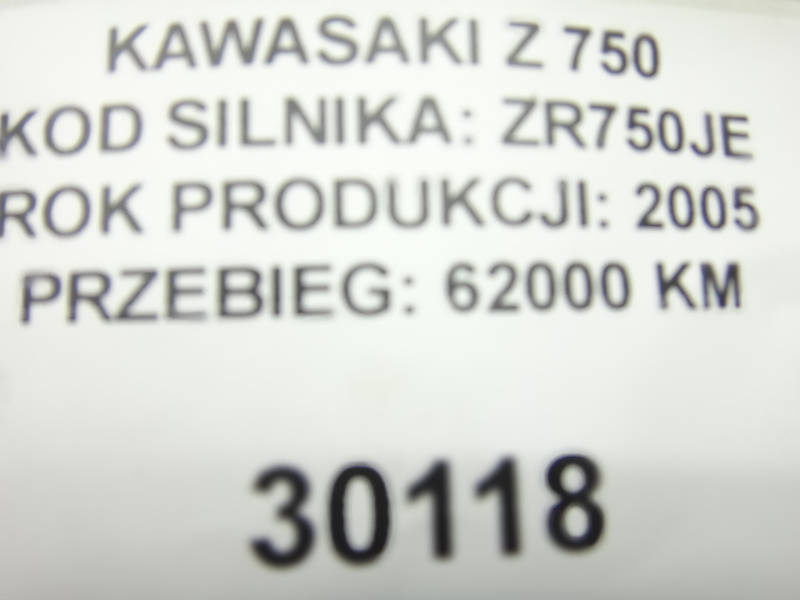 KAWASAKI Z 750
KOD SILNIKA: ZR750JE
ROK PRODUKCJI: 2005
PRZEBIEG: 62000 KM
30118